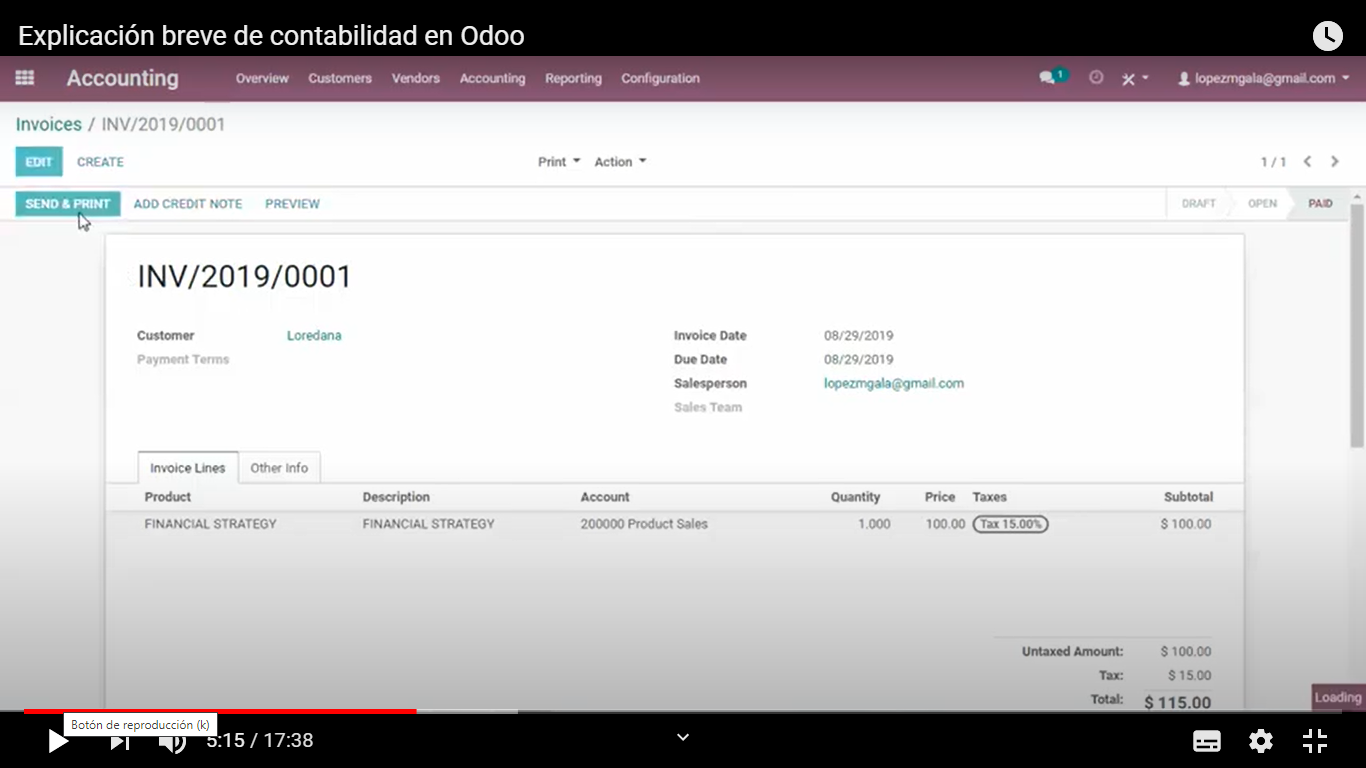 Explicación breve de contabilidad en Odoo
Accounting Overview Customers Vendors Accounting Reporting Configuration 1 lopezmgala@gmail.com
Invoices / INV/2019/0001
EDIT CREATE Print Action 1 / 1
SEND & PRINT ADD CREDIT NOTE PREVIEW DRAFT OPEN PAID
INV/2019/0001
Customer Loredana Invoice Date 08/29/2019
Payment Terms Due Date 08/29/2019
Salesperson lopezmgala@gmail.com
Sales Team
Invoice Lines Other Info
Product Description Account Quantity Price Taxes Subtotal
FINANCIAL STRATEGY FINANCIAL STRATEGY 200000 Product Sales 1.000 100.00 Tax 15.00% $ 100.00
Untaxed Amount: $ 100.00
Tax: $ 15.00
Total: $ 115.00
Loading
Botón de reproducción (k)
5:15 / 17:38